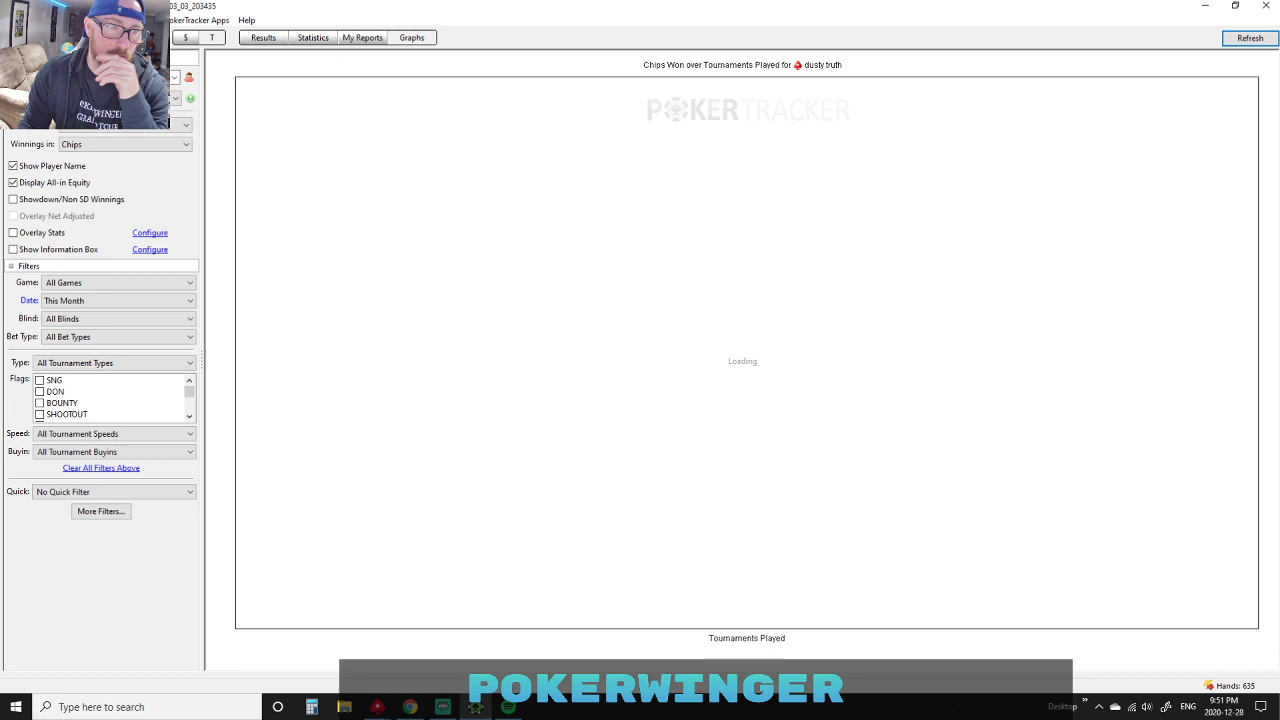 03_03_203435
PokerTracker Apps Help
$ T Results Statistics My Reports Graphs Refresh
Chips Won over Tournaments Played for dusty truth
POKERTRACKER
Winnings in: Chips
Show Player Name
Display All-in Equity
Showdown/Non SD Winnings
Overlay Net Adjusted
Overlay Stats Configure
Show Information Box Configure
Filters
Game: All Games
Date: This Month
Blind: All Blinds
Bet Type: All Bet Types
Type: All Tournament Types
Flags: SNG
DON
BOUNTY
SHOOTOUT
Speed: All Tournament Speeds
Buyin: All Tournament Buyins
Clear All Filters Above
Quick: No Quick Filter
More Filters...
Loading
Tournaments Played
POKERWINGER
Hands: 635
Type here to search
Desktop
ENG
9:51 PM
2020-12-28